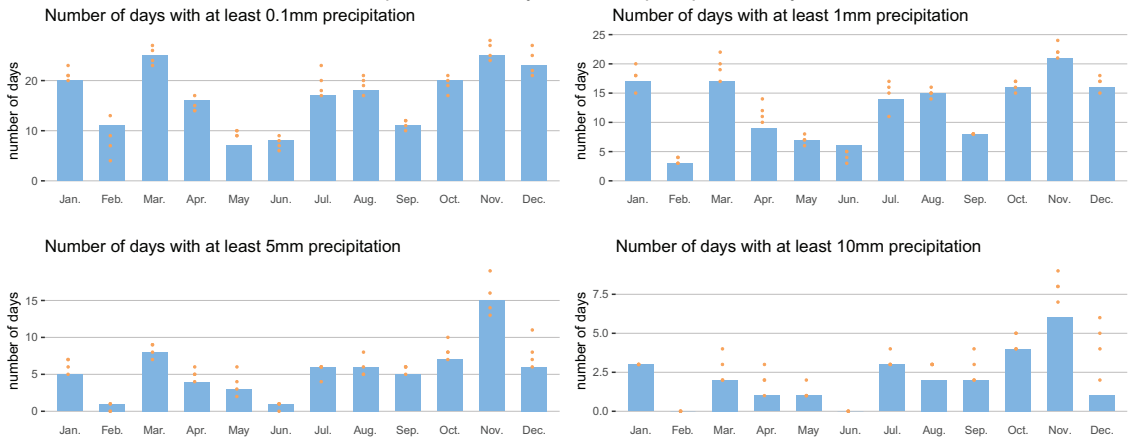 Number of days with at least 0.1mm precipitation
number of days
20
10
0
Jan. Feb. Mar. Apr. May Jun. Jul. Aug. Sep. Oct. Nov. Dec.
Number of days with at least 1mm precipitation
number of days
25
20
15
10
5
0
Jan. Feb. Mar. Apr. May Jun. Jul. Aug. Sep. Oct. Nov. Dec.
Number of days with at least 5mm precipitation
number of days
15
10
5
0
Jan. Feb. Mar. Apr. May Jun. Jul. Aug. Sep. Oct. Nov. Dec.
Number of days with at least 10mm precipitation
number of days
7.5
5.0
2.5
0.0
Jan. Feb. Mar. Apr. May Jun. Jul. Aug. Sep. Oct. Nov. Dec.